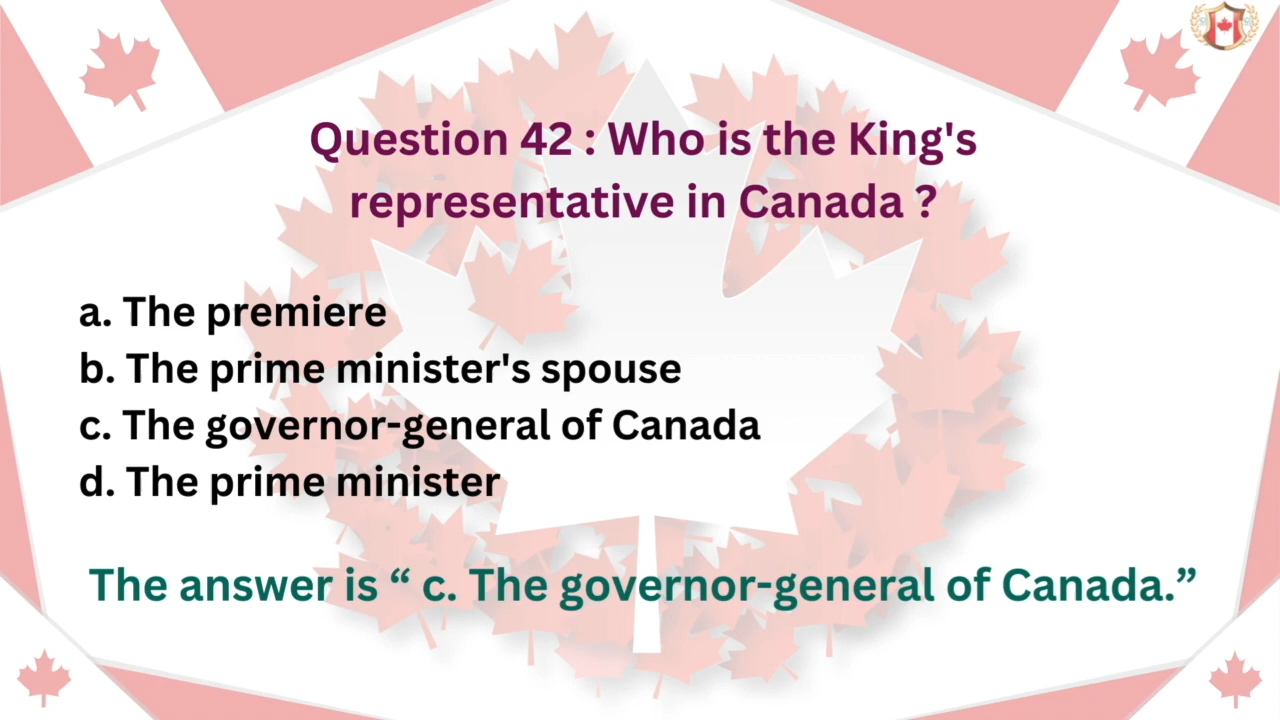 Question 42 : Who is the King's
representative in Canada ?
a. The premiere
b. The prime minister's spouse
c. The governor-general of Canada
d. The prime minister
The answer is “ c. The governor-general of Canada.”